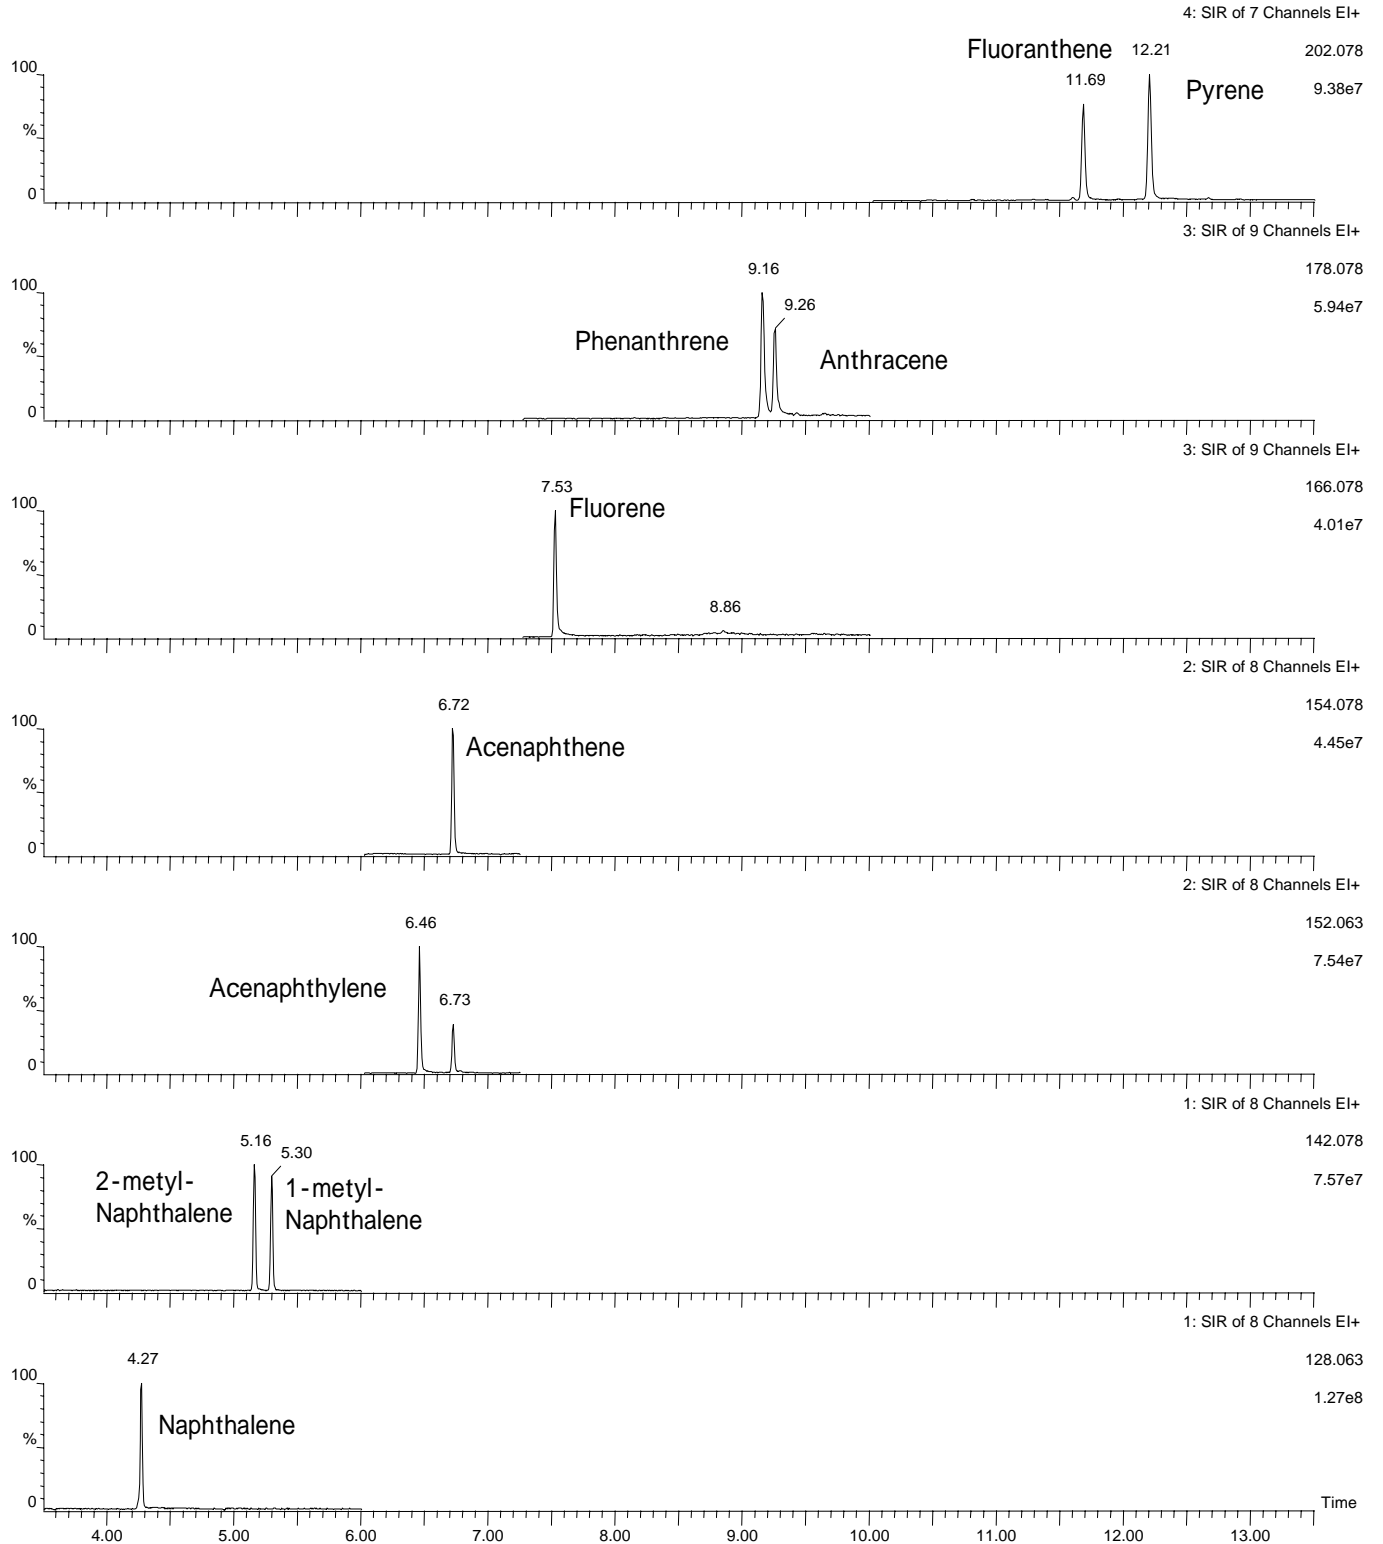 4: SIR of 7 Channels EI+
Fluoranthene 12.21 202.078
100 11.69 Pyrene 9.38e7
%
0
3: SIR of 9 Channels EI+
9.16 178.078
100 9.26 5.94e7
% Phenanthrene Anthracene
0
3: SIR of 9 Channels EI+
7.53 166.078
100 Fluorene 4.01e7
%
8.86
0
2: SIR of 8 Channels EI+
6.72 154.078
100 Acenaphthene 4.45e7
%
0
2: SIR of 8 Channels EI+
6.46 152.063
100 7.54e7
Acenaphthylene 6.73
%
0
1: SIR of 8 Channels EI+
5.16 5.30 142.078
100 2-metyl- 1-metyl- 7.57e7
% Naphthalene Naphthalene
0
1: SIR of 8 Channels EI+
4.27 128.063
100 1.27e8
Naphthalene
%
0 Time
4.00 5.00 6.00 7.00 8.00 9.00 10.00 11.00 12.00 13.00